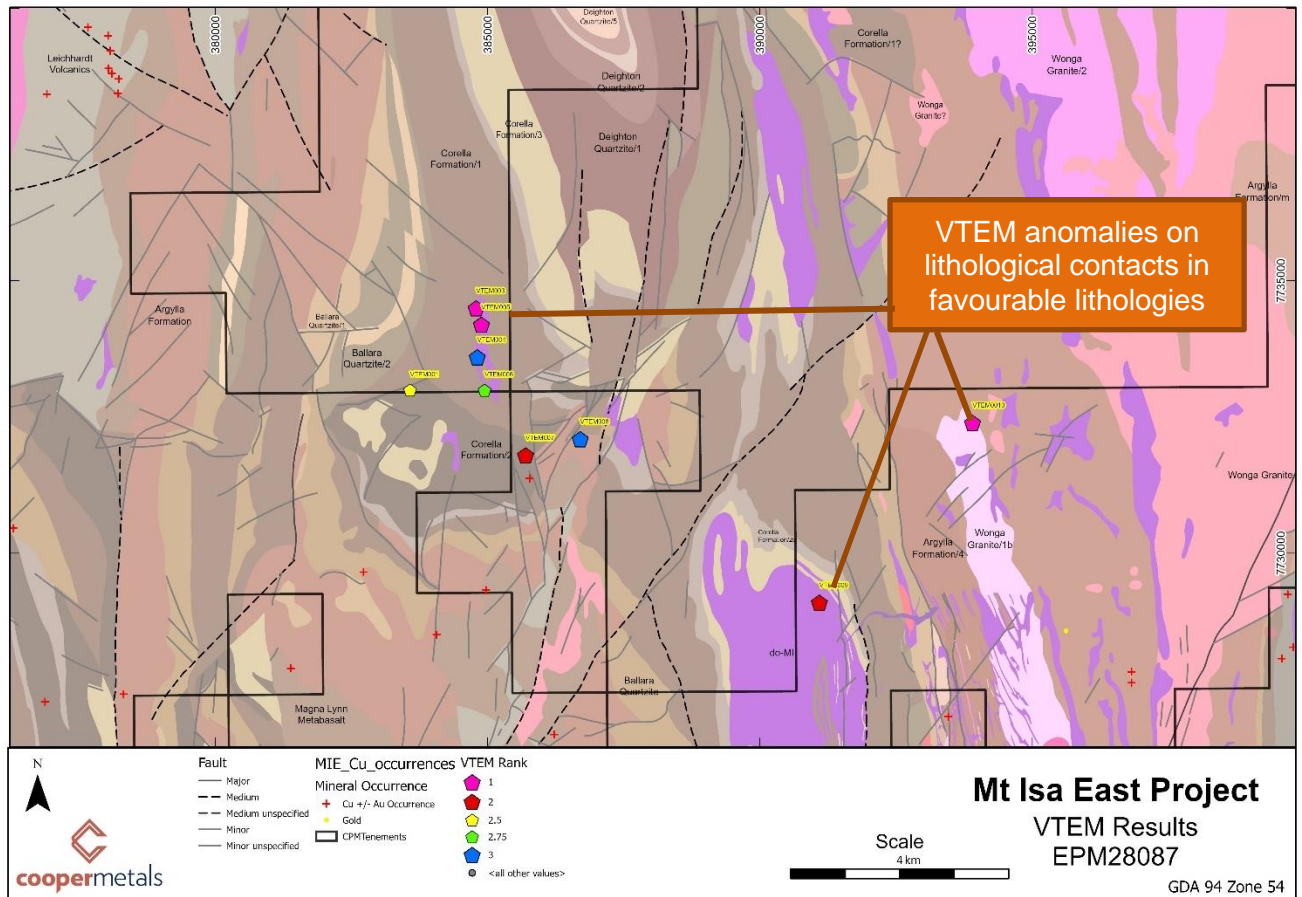 380000
385000
390000
395000
Deighton
Quartzite/5
Leichhardt
Volcanics
Corella
Formation/1?
Wonga
Granite/2
Deighton
Quartzite/2
Wonga
Granite?
Corella
Formation/3
Deighton
Quartzite/1
Corella
Formation/1
Argylla
Formation/m
VTEM anomalies on
lithological contacts in
favourable lithologies
7735000
Argylla
Formation
Ballara
Quartzite/1
Ballara
Quartzite/2
VTEM005
VTEM0010
Corella
Formation/2
VTEM007
Wonga Granite
Argylla
Formation/4
Wonga
Granite/1b
7730000
do-MI
Ballara
Quartzite
Magna Lynn
Metabasalt
N
coopermetals
Fault
Major
Medium
Medium unspecified
Minor
Minor unspecified
MIE_Cu_occurrences
Mineral Occurrence
Cu +/- Au Occurrence
Gold
CPMTenements
VTEM Rank
1
2
2.5
2.75
3
<all other values>
Scale
4 km
Mt Isa East Project
VTEM Results
EPM28087
GDA 94 Zone 54